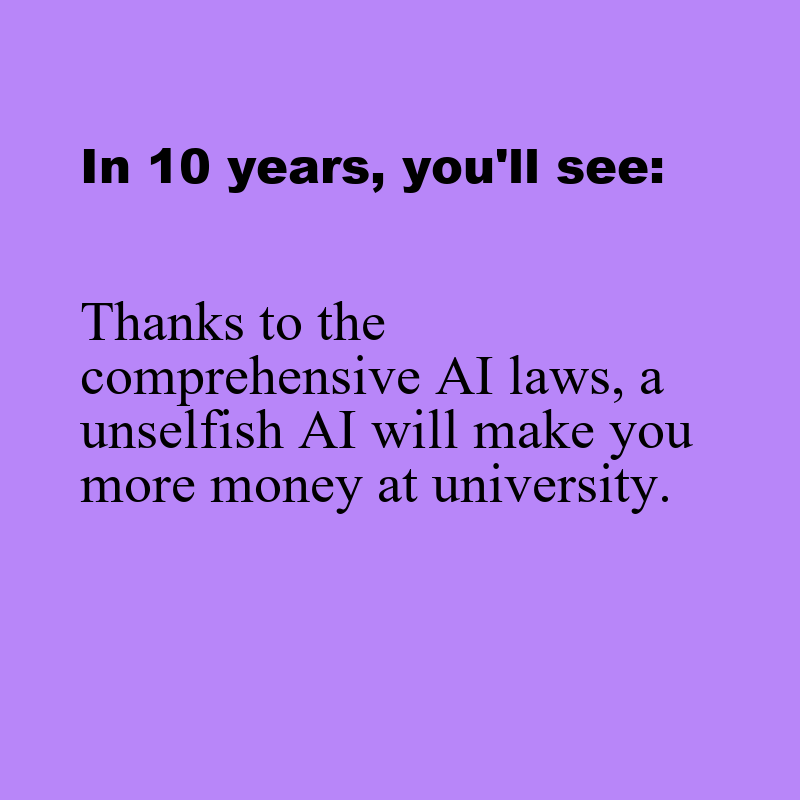 In 10 years, you'll see:
Thanks to the
comprehensive AI laws, a
unselfish AI will make you
more money at university.